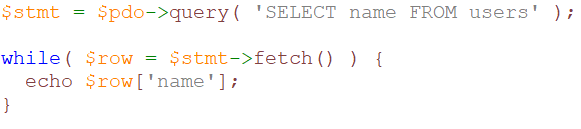 $stmt = $pdo->query( 'SELECT name FROM users' );
while( $row = $stmt->fetch() ) {
  echo $row['name'];
}